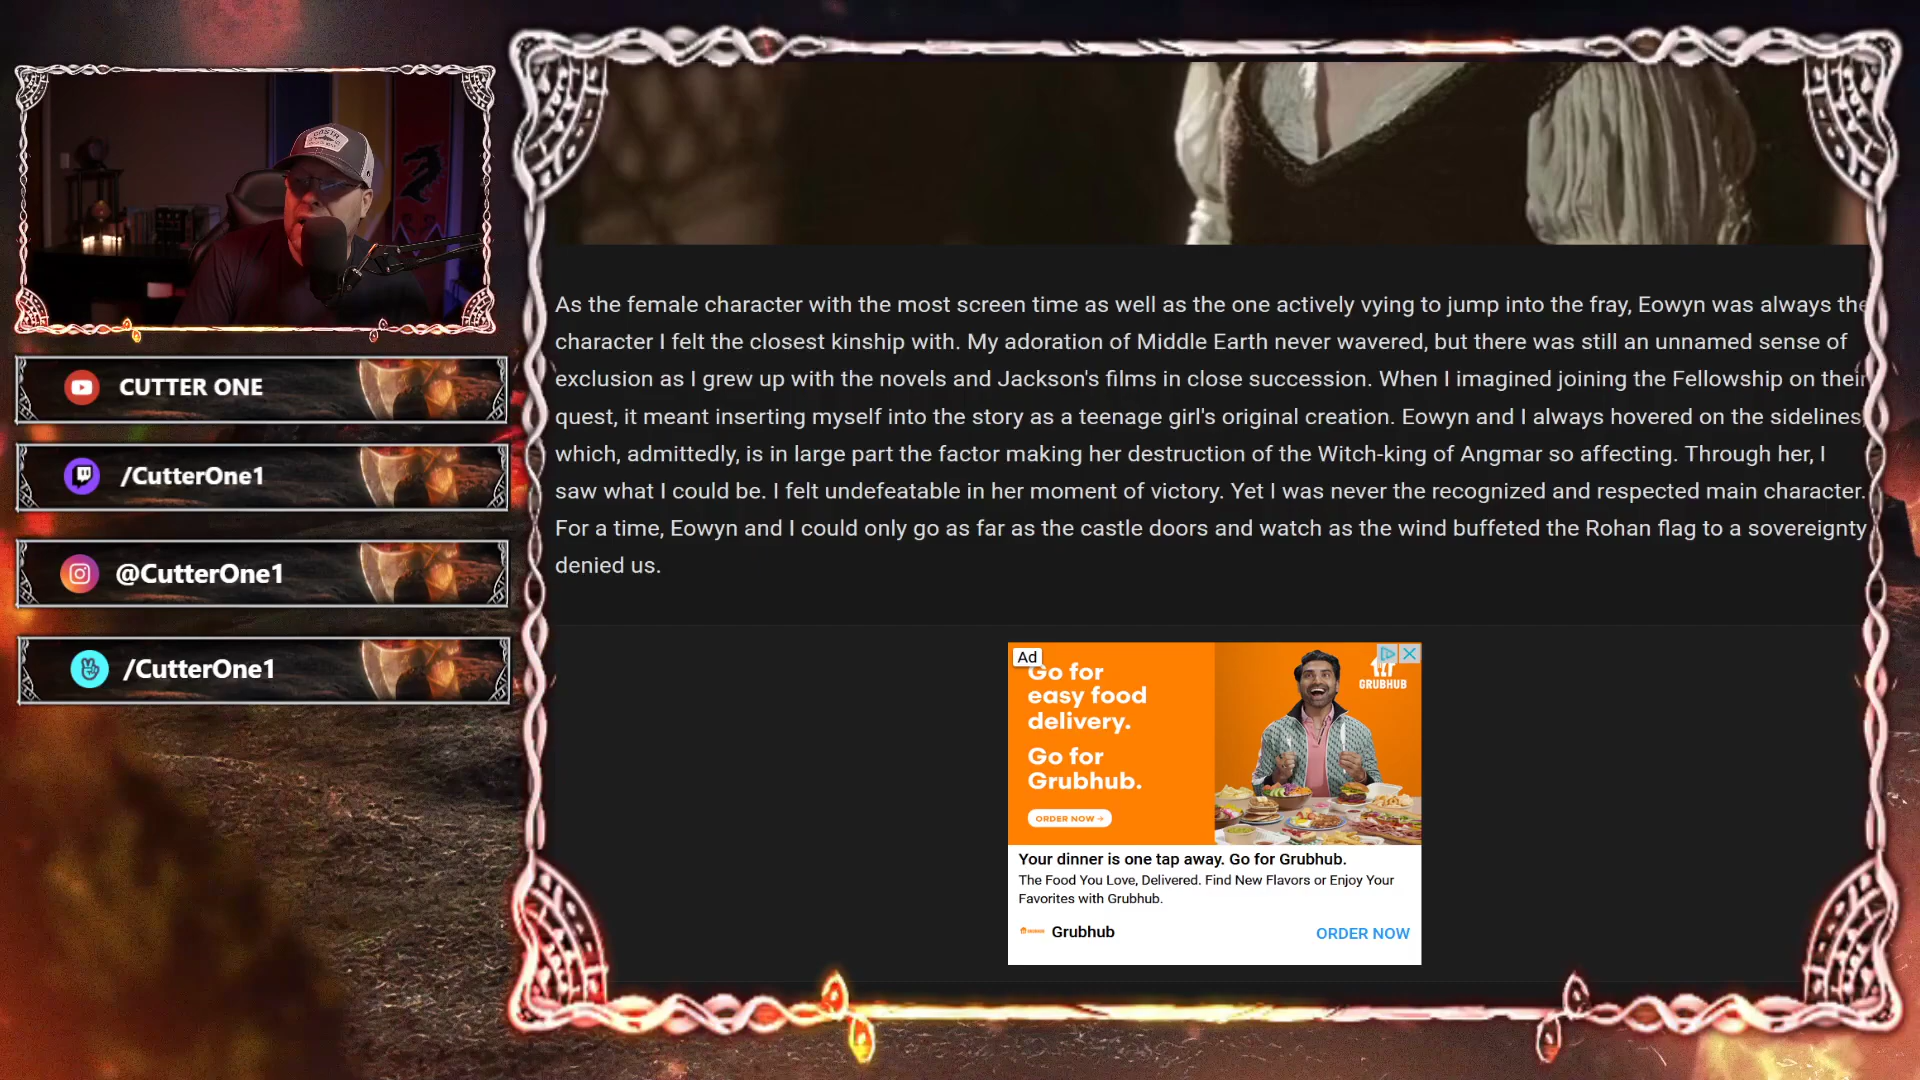 COSTA
CUTTER ONE
/CutterOne1
@CutterOne1
/CutterOne1
As the female character with the most screen time as well as the one actively vying to jump into the fray, Eowyn was always the
character I felt the closest kinship with. My adoration of Middle Earth never wavered, but there was still an unnamed sense of
exclusion as I grew up with the novels and Jackson's films in close succession. When I imagined joining the Fellowship on their
quest, it meant inserting myself into the story as a teenage girl's original creation. Eowyn and I always hovered on the sidelines
which, admittedly, is in large part the factor making her destruction of the Witch-king of Angmar so affecting. Through her, I
saw what I could be. I felt undefeatable in her moment of victory. Yet I was never the recognized and respected main character.
For a time, Eowyn and I could only go as far as the castle doors and watch as the wind buffeted the Rohan flag to a sovereignty
denied us.
Ad
Go for
easy food
delivery.
Go for
Grubhub.
ORDER NOW →
GRUBHUB
Your dinner is one tap away. Go for Grubhub.
The Food You Love, Delivered. Find New Flavors or Enjoy Your
Favorites with Grubhub.
Grubhub
ORDER NOW